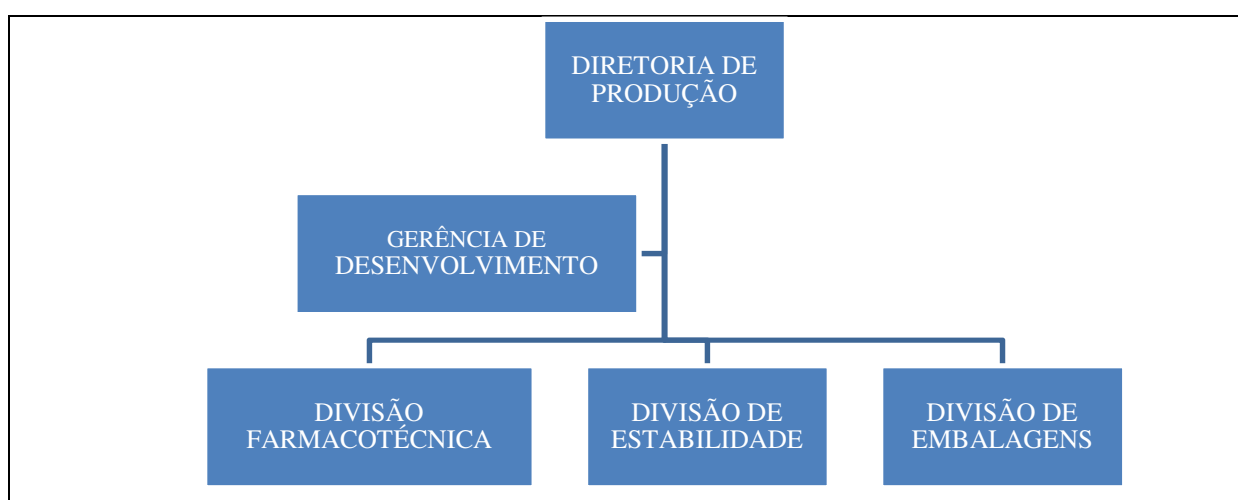 DIRETORIA DE
PRODUÇÃO
GERÊNCIA DE
DESENVOLVIMENTO
DIVISÃO
FARMACOTÉCNICA
DIVISÃO DE
ESTABILIDADE
DIVISÃO DE
EMBALAGENS